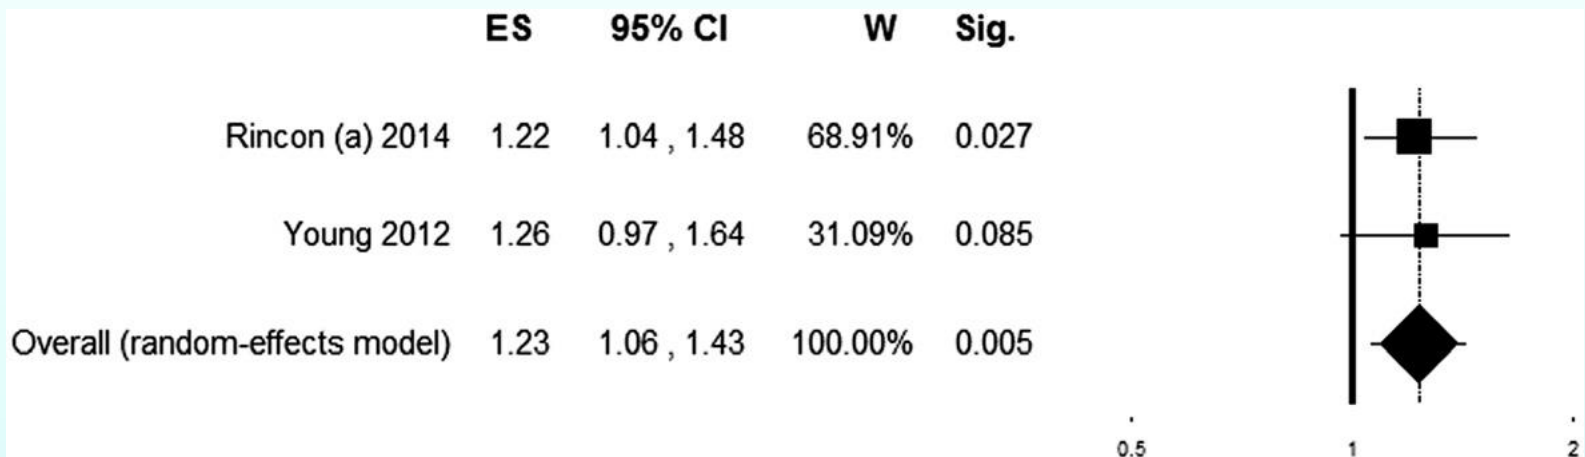 ES 95% CI W Sig.
Rincon (a) 2014 1.22 1.04 , 1.48 68.91% 0.027
Young 2012 1.26 0.97 , 1.64 31.09% 0.085
Overall (random-effects model) 1.23 1.06 , 1.43 100.00% 0.005
0.5 1 2